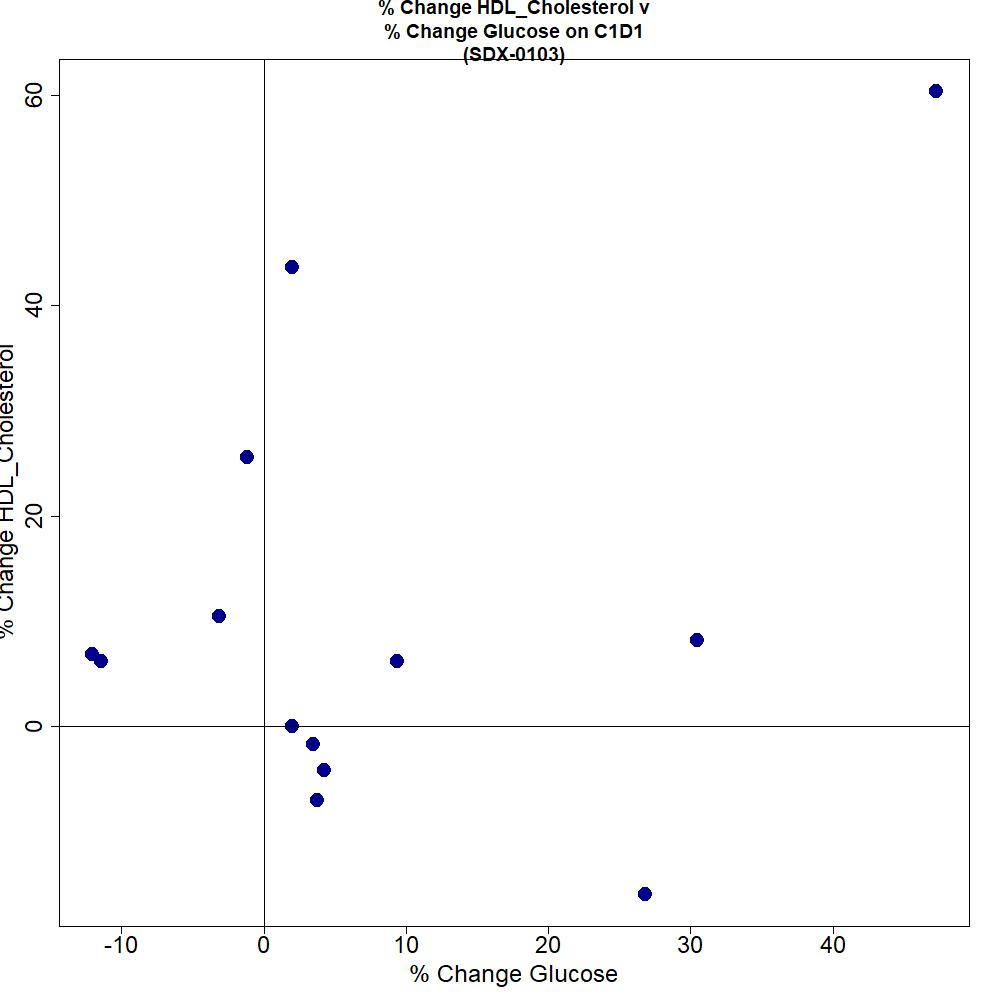 % Change HDL_Cholesterol v
% Change Glucose on C1D1
(SDX-0103)
60
40
20
0
% Change HDL_Cholesterol
-10 0 10 20 30 40
% Change Glucose